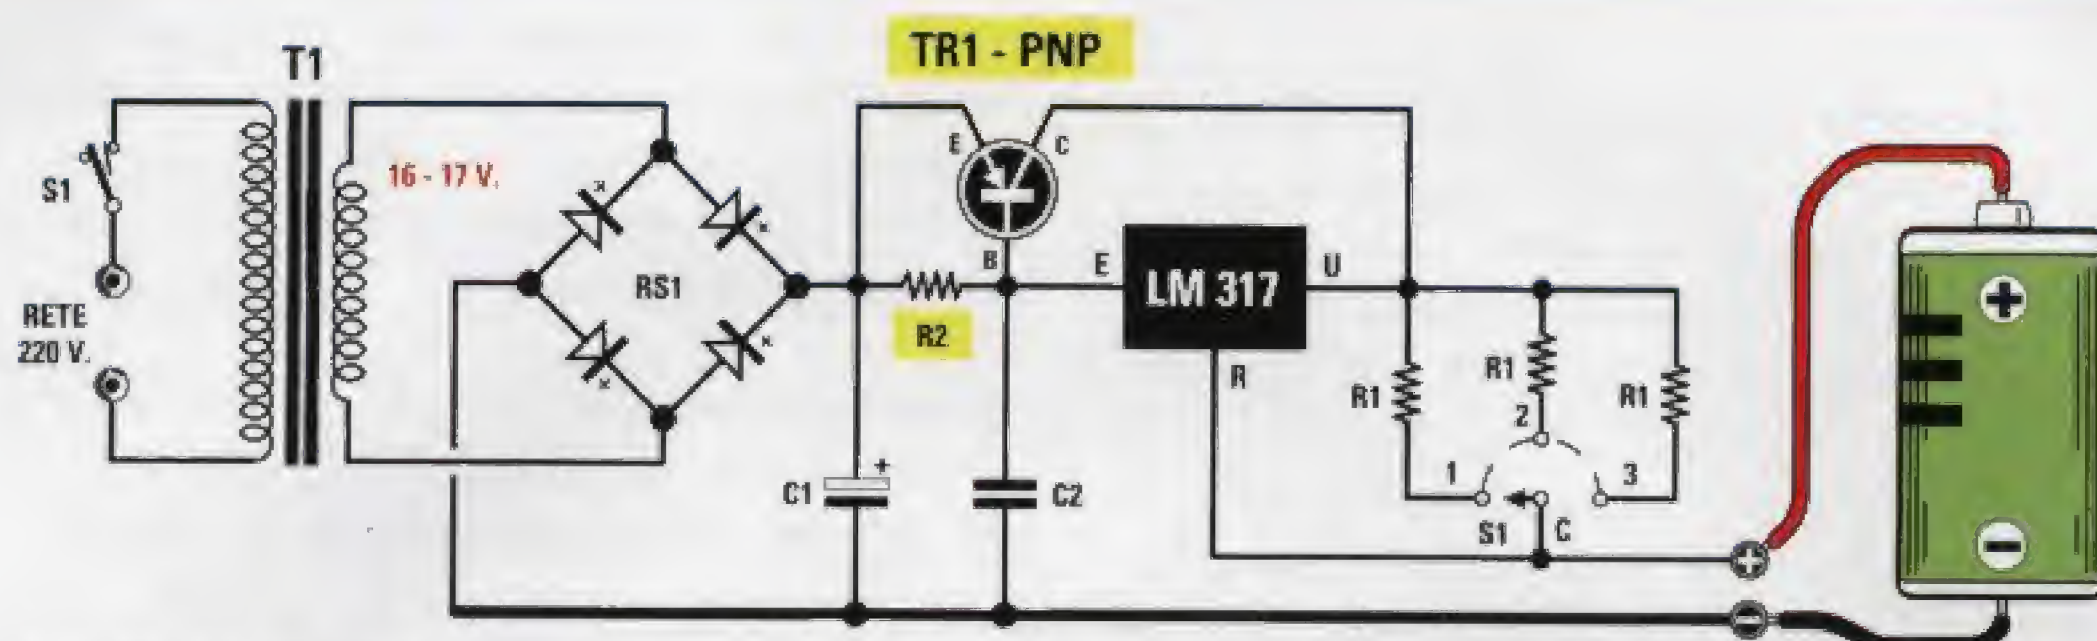 TR1 - PNP
T1
16 - 17 V.
S1
RETE
220 V.
RS1
E
C
B
R2
E
LM 317
U
R
R1
R1
R1
2
1
3
S1
C
+
C1
C2
+
-
+
-